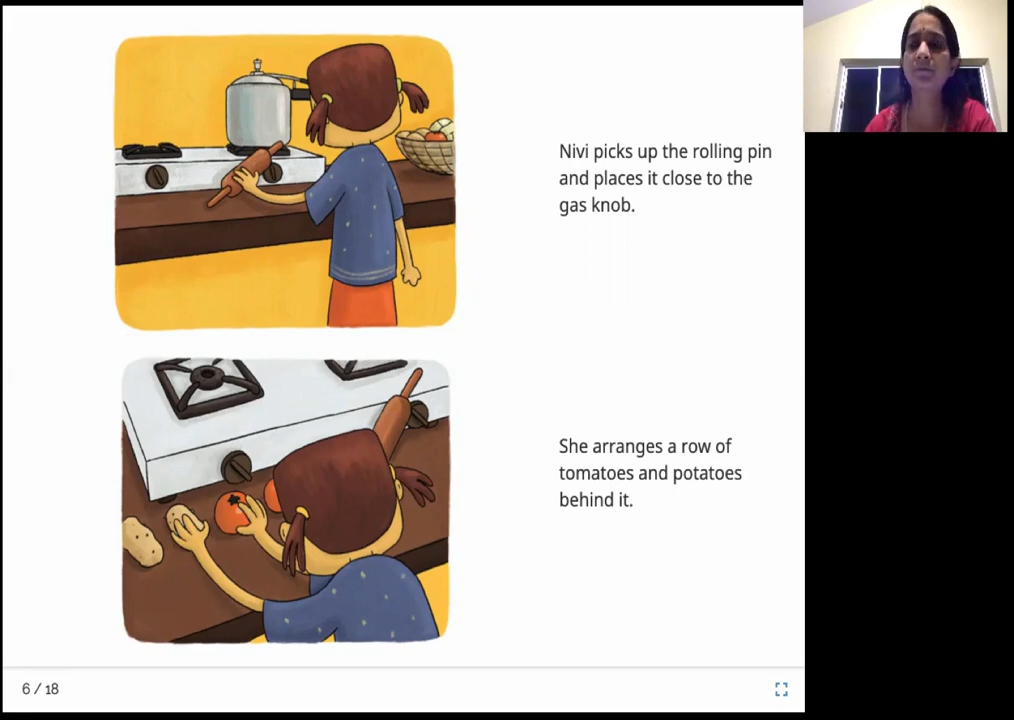 Nivi picks up the rolling pin
and places it close to the
gas knob.
She arranges a row of
tomatoes and potatoes
behind it.
6 / 18